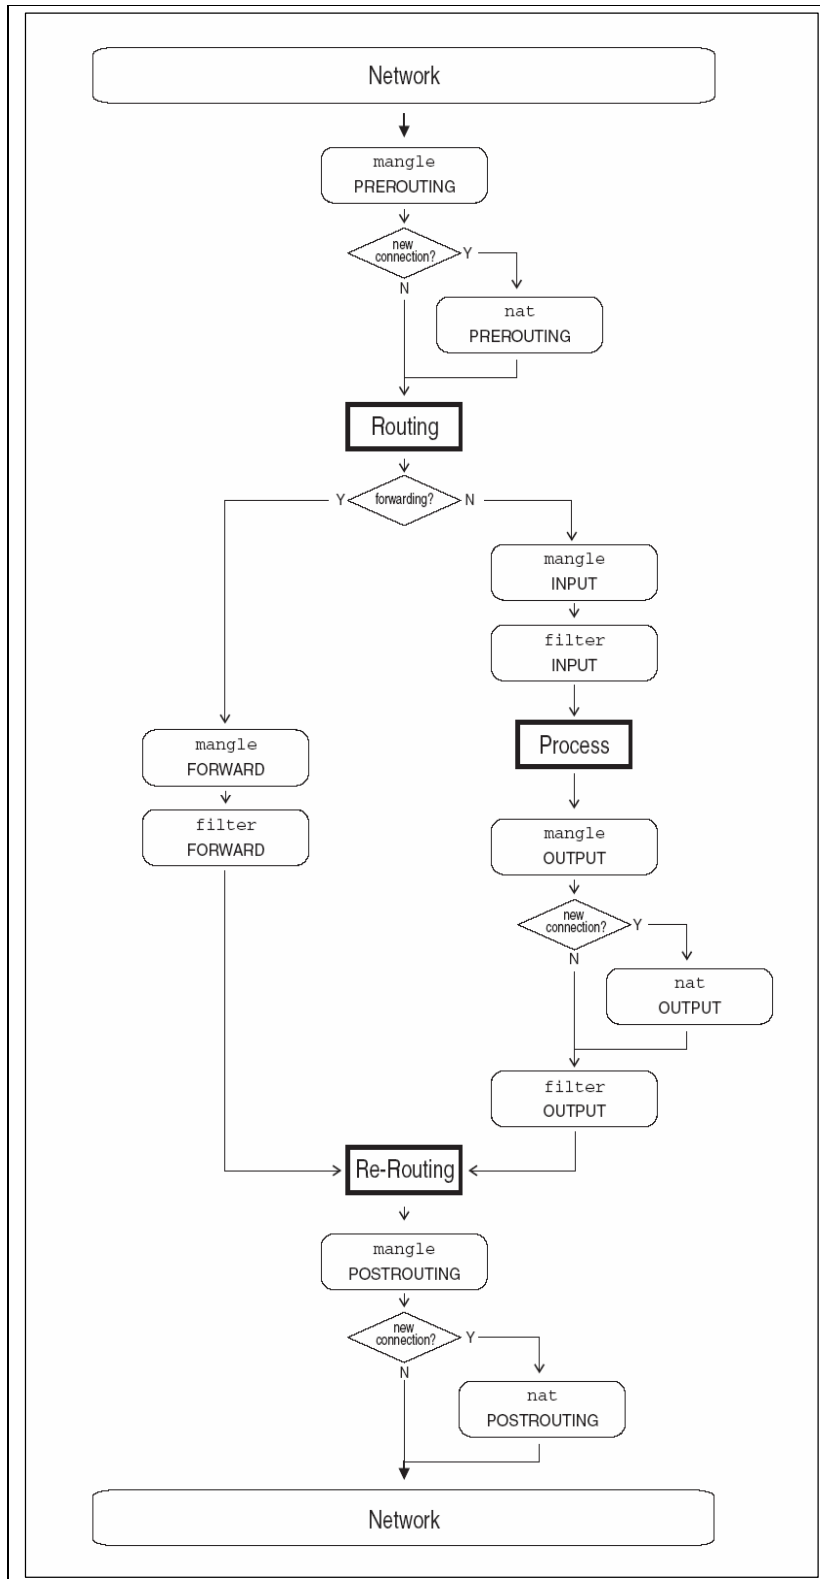 Network
mangle
PREROUTING
new
connection?
Y
N
nat
PREROUTING
Routing
Y
forwarding?
N
mangle
INPUT
filter
INPUT
Process
mangle
FORWARD
filter
FORWARD
mangle
OUTPUT
new
connection?
Y
N
nat
OUTPUT
filter
OUTPUT
Re-Routing
mangle
POSTROUTING
new
connection?
Y
N
nat
POSTROUTING
Network